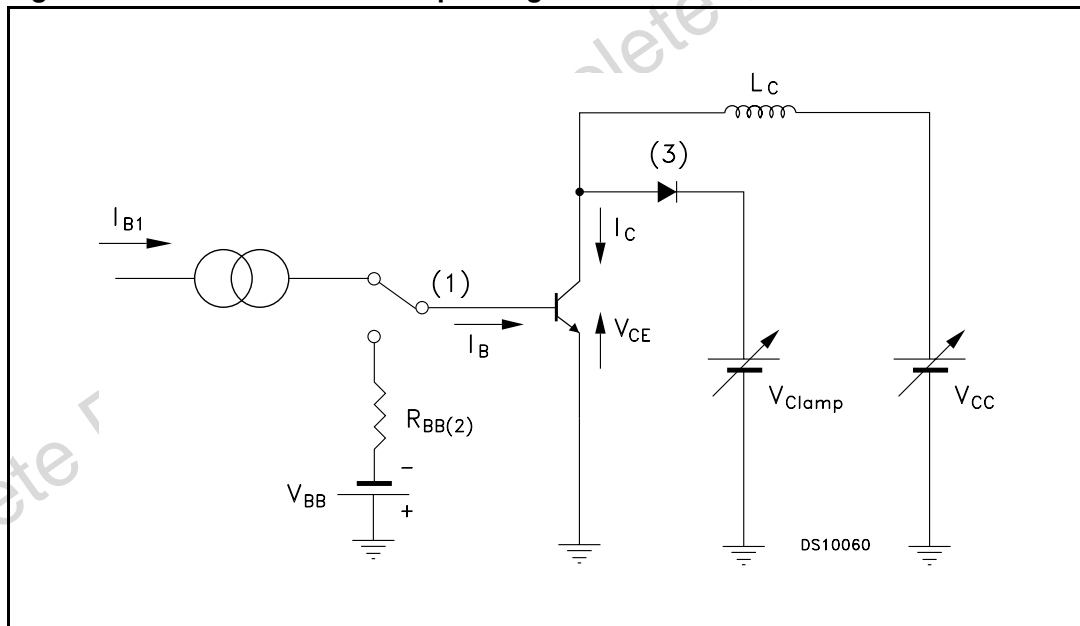 L C
(3)
I B1
I C
(1)
I B
V CE
R BB(2)
V Clamp
V CC
−
V BB
+
DS10060